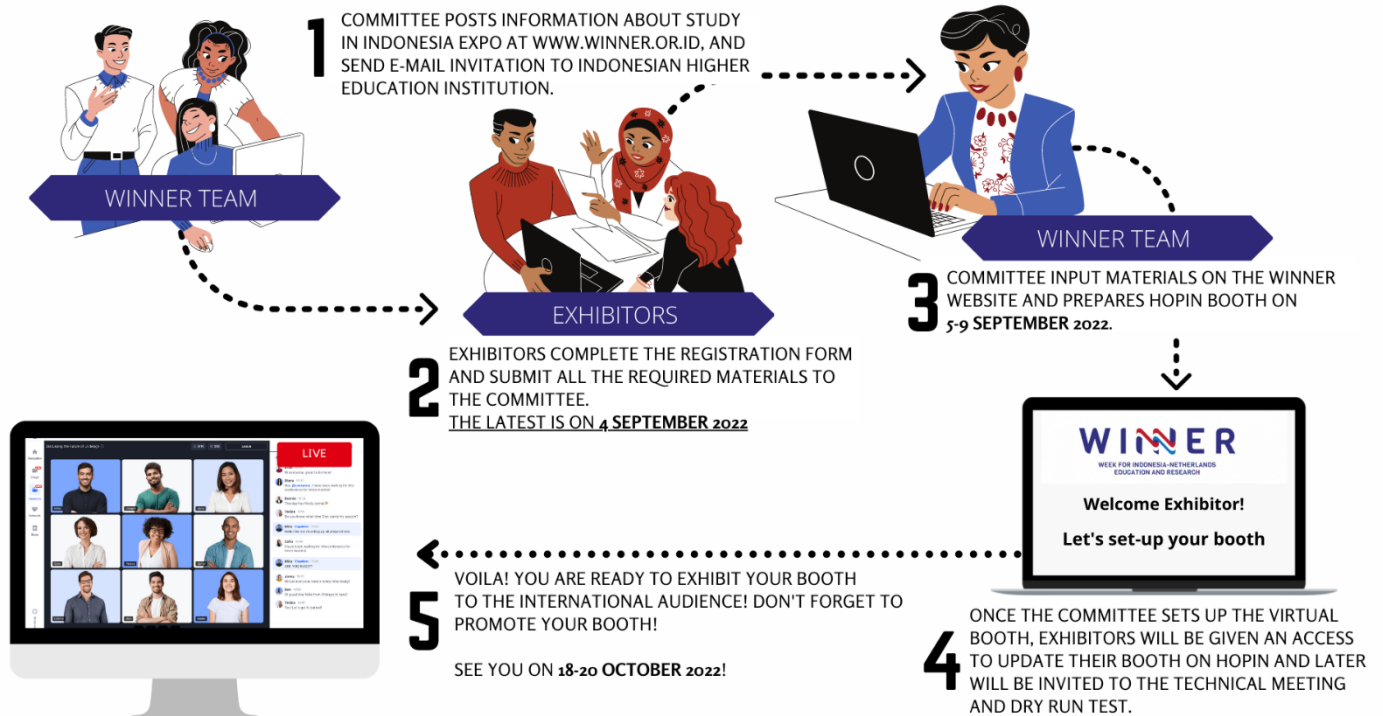 1
COMMITTEE POSTS INFORMATION ABOUT STUDY
IN INDONESIA EXPO AT WWW.WINNER.OR.ID, AND
SEND E-MAIL INVITATION TO INDONESIAN HIGHER
EDUCATION INSTITUTION.
WINNER TEAM
EXHIBITORS
2
EXHIBITORS COMPLETE THE REGISTRATION FORM
AND SUBMIT ALL THE REQUIRED MATERIALS TO
THE COMMITTEE.
THE LATEST IS ON 4 SEPTEMBER 2022
WINNER TEAM
3
COMMITTEE INPUT MATERIALS ON THE WINNER
WEBSITE AND PREPARES HOPIN BOOTH ON
5-9 SEPTEMBER 2022.
WINNER
WEEK FOR INDONESIA-NETHERLANDS
EDUCATION AND RESEARCH
Welcome Exhibitor!
Let's set-up your booth
4
ONCE THE COMMITTEE SETS UP THE VIRTUAL
BOOTH, EXHIBITORS WILL BE GIVEN AN ACCESS
TO UPDATE THEIR BOOTH ON HOPIN AND LATER
WILL BE INVITED TO THE TECHNICAL MEETING
AND DRY RUN TEST.
5
VOILA! YOU ARE READY TO EXHIBIT YOUR BOOTH
TO THE INTERNATIONAL AUDIENCE! DON'T FORGET TO
PROMOTE YOUR BOOTH!
SEE YOU ON 18-20 OCTOBER 2022!
LIVE